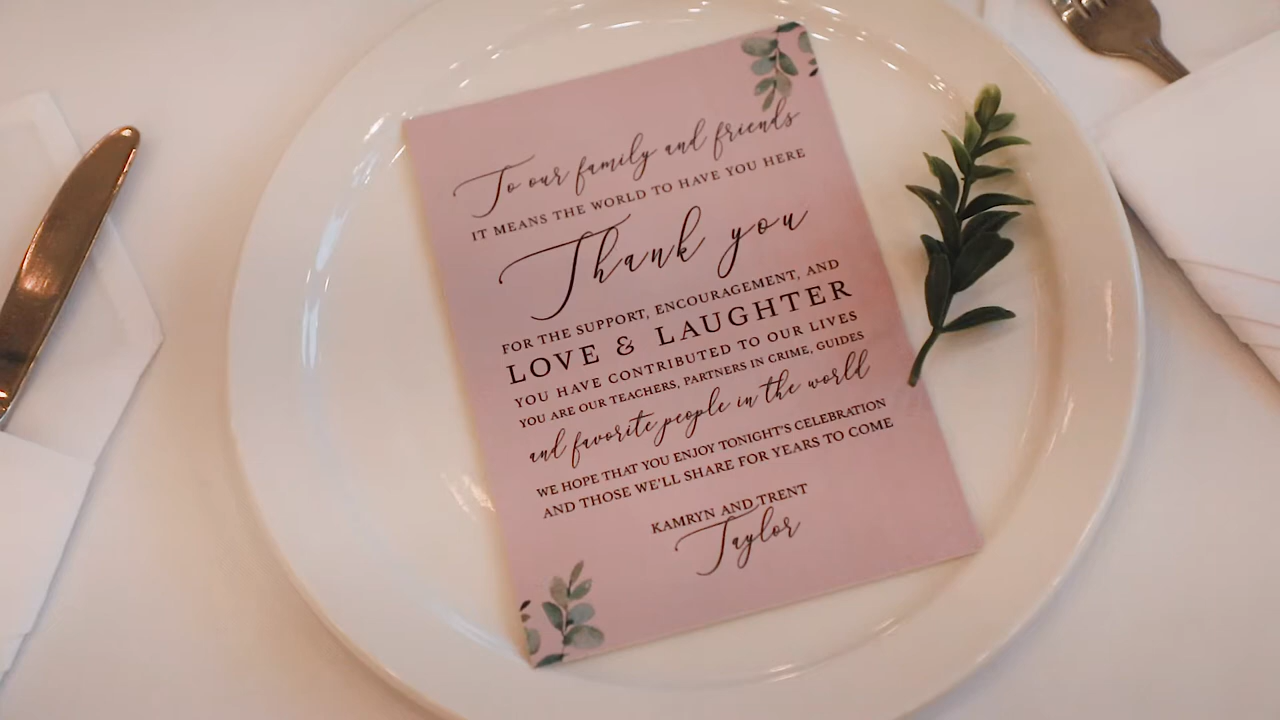 To our family and friends
IT MEANS THE WORLD TO HAVE YOU HERE
Thank you
FOR THE SUPPORT, ENCOURAGEMENT, AND
LOVE & LAUGHTER
YOU HAVE CONTRIBUTED TO OUR LIVES
YOU ARE OUR TEACHERS, PARTNERS IN CRIME, GUIDES
and favorite people in the world
WE HOPE THAT YOU ENJOY TONIGHT'S CELEBRATION
AND THOSE WE'LL SHARE FOR YEARS TO COME
KAMRYN AND TRENT
Taylor